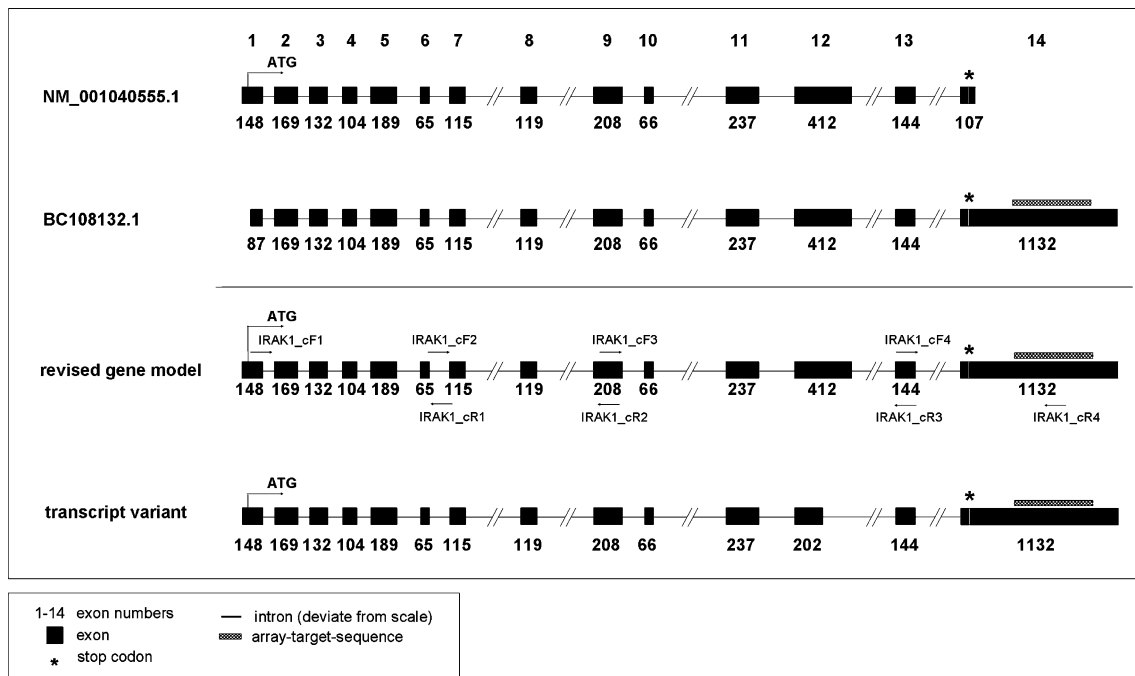 1 2 3 4 5 6 7 8 9 10 11 12 13 14
ATG
*
NM_001040555.1
148 169 132 104 189 65 115 119 208 66 237 412 144 107
*
BC108132.1
87 169 132 104 189 65 115 119 208 66 237 412 144 1132
ATG
IRAK1_cF1 IRAK1_cF2 IRAK1_cF3 IRAK1_cF4
*
revised gene model
148 169 132 104 189 65 115 119 208 66 237 412 144 1132
IRAK1_cR1 IRAK1_cR2 IRAK1_cR3 IRAK1_cR4
ATG
*
transcript variant
148 169 132 104 189 65 115 119 208 66 237 202 144 1132
1-14 exon numbers
exon
* stop codon
intron (deviate from scale)
array-target-sequence